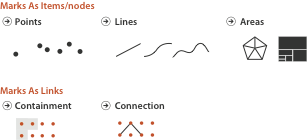 Marks As Items/nodes
Points Lines Areas
Marks As Links
Containment Connection